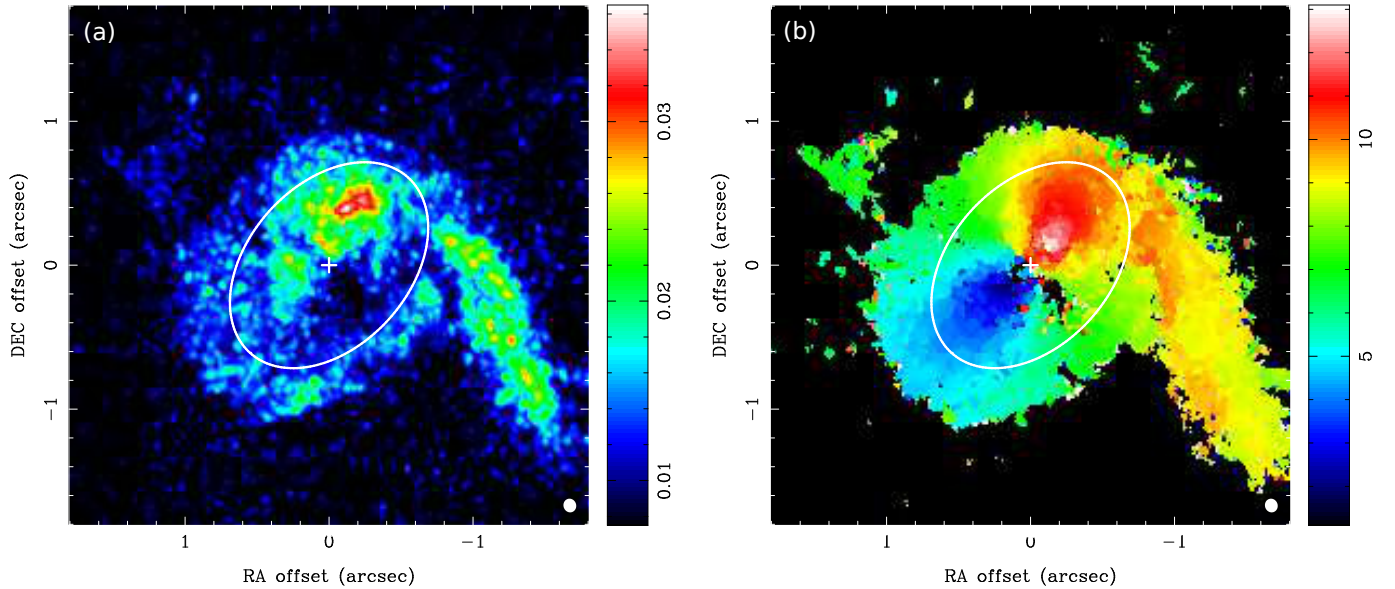 (a)
DEC offset (arcsec)
1
0
−1
1
0
−1
RA offset (arcsec)
0.03
0.02
0.01
(b)
DEC offset (arcsec)
1
0
−1
1
0
−1
RA offset (arcsec)
10
5